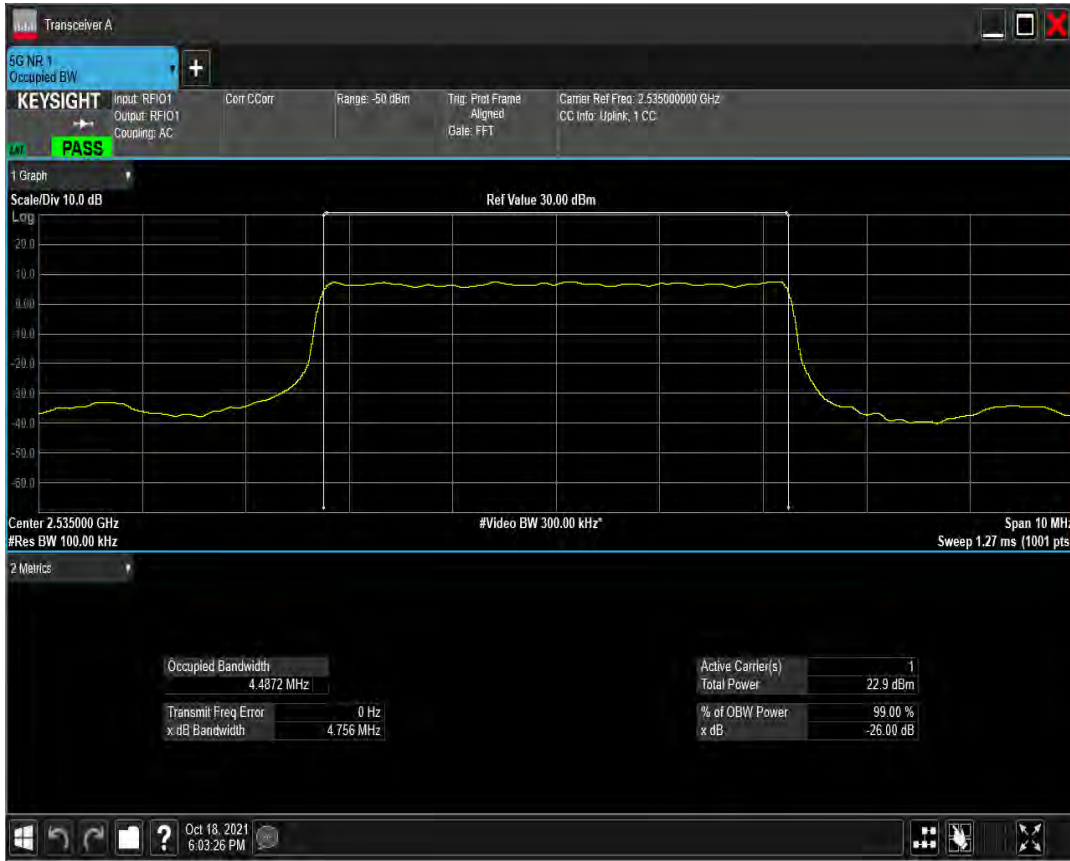 Transceiver A
5G NR 1
Occupied BW
+
KEYSIGHT
Input: RFIO1
Output: RFIO1
Coupling: AC
Corr CCorr
Range: -50 dBm
Trig: Prot Frame
Aligned
Gate: FFT
Carrier Ref Freq: 2.535000000 GHz
CC Info: Uplink, 1 CC
PASS
1 Graph
Scale/Div 10.0 dB
Ref Value 30.00 dBm
Log
20.0
10.0
0.00
-10.0
-20.0
-30.0
-40.0
-50.0
-60.0
Center 2.535000 GHz
#Video BW 300.00 kHz*
Span 10 MHz
#Res BW 100.00 kHz
Sweep 1.27 ms (1001 pts
2 Metrics
Occupied Bandwidth
4.4872 MHz
Transmit Freq Error 0 Hz
x dB Bandwidth 4.756 MHz
Active Carrier(s) 1
Total Power 22.9 dBm
% of OBW Power 99.00 %
x dB -26.00 dB
?
Oct 18, 2021
6:03:26 PM